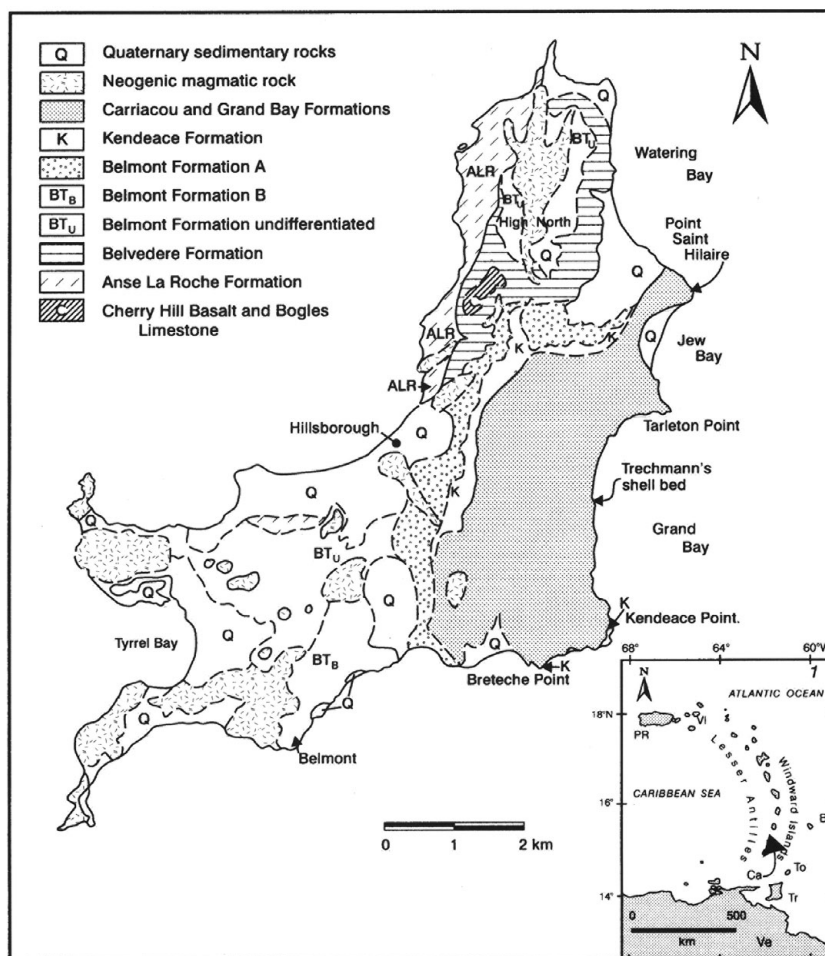 Q Quaternary sedimentary rocks
Neogenic magmatic rock
Carriacou and Grand Bay Formations
K Kendeace Formation
Belmont Formation A
BTB Belmont Formation B
BTU Belmont Formation undifferentiated
Belvedere Formation
Anse La Roche Formation
C Cherry Hill Basalt and Bogles
Limestone
N
Q
BTU
Watering
Bay
ALR
BTU
High North
Point
Saint
Hilaire
Q
Q
C
ALR
K
K
Q
Jew
Bay
ALR
Hillsborough
Q
Tarleton Point
Trechmann's
shell bed
K
Q
Q
Grand
Bay
BTU
Q
Q
K
Kendeace Point.
Tyrrel Bay
Q
BTB
Q
K
Breteche Point
Q
Q
Belmont
0 1 2 km
68° 64° 60°W
N
1
ATLANTIC OCEAN
18°N
VI
PR
Lesser Antilles
Windward Islands
CARIBBEAN SEA
16°
B
Ca
To
14°
Tr
0 500
km
Ve